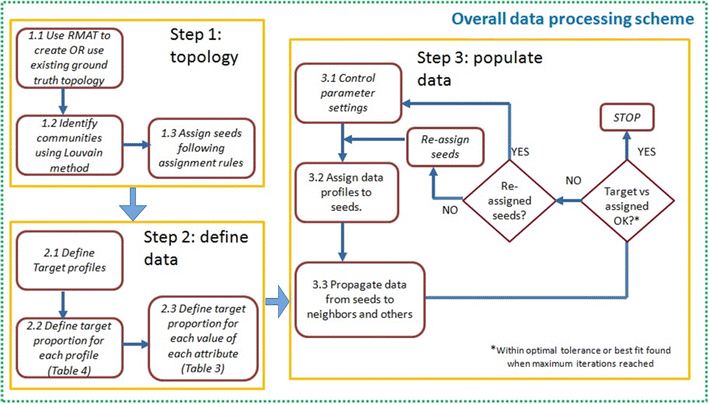 Overall data processing scheme
Step 1:
topology
1.1 Use RMAT to
create OR use
existing ground
truth topology
1.2 Identify
communities
using Louvain
method
1.3 Assign seeds
following
assignment rules
Step 2: define
data
2.1 Define
Target profiles
2.2 Define target
proportion for
each profile
(Table 4)
2.3 Define target
proportion for
each value of
each attribute
(Table 3)
Step 3: populate
data
3.1 Control
parameter
settings
Re-assign
seeds
3.2 Assign data
profiles to
seeds.
3.3 Propagate data
from seeds to
neighbors and others
YES
Re-
assigned
seeds?
NO
NO
STOP
YES
Target vs
assigned
OK?*
*Within optimal tolerance or best fit found
when maximum iterations reached